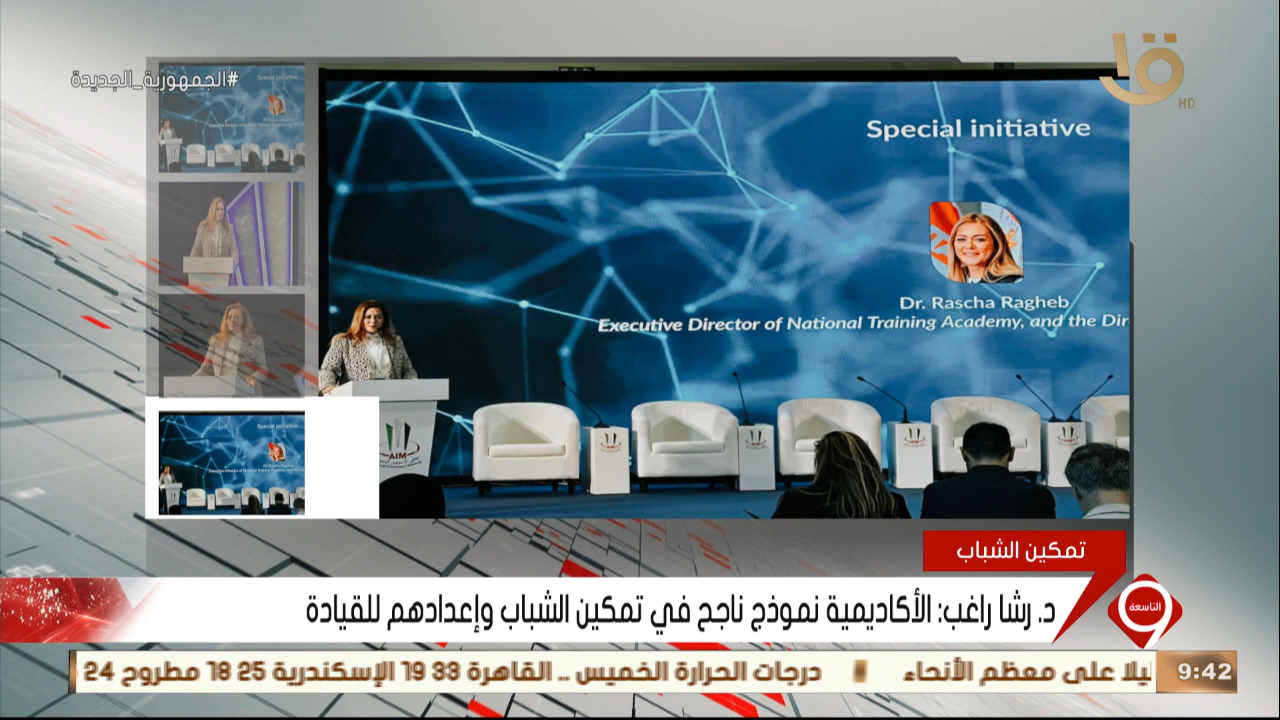 #الجمهورية_الجديدة
HD
Special initiative
Dr. Rascha Ragheb
Executive Director of National Training Academy, and the Dir
AIM
تمكين الشباب
د. رشا راغب: الأكاديمية نموذج ناجح في تمكين الشباب وإعدادهم للقيادة
التاسعة
9
ليلا على معظم الأنحاء درجات الحرارة الخميس .. القاهرة 33 19 الإسكندرية 25 18 مطروح 24
9:42